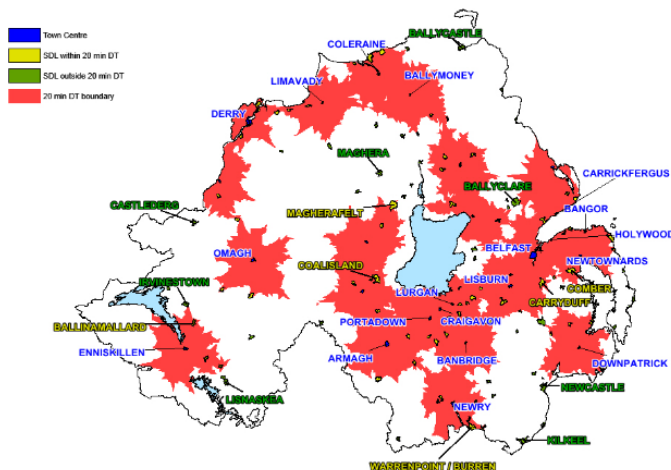 Town Centre
SDL within 20 min DT
SDL outside 20 min DT
20 min DT boundary
BALLYCASTLE
COLERAINE
LIMAVADY
BALLYMONEY
DERRY
MAGHERA
CARRICKFERGUS
BALLYCLARE
CASTLEDERG
MAGHERAFELT
BANGOR
HOLYWOOD
OMAGH
BELFAST
COALISLAND
NEWTOWNARDS
IRVINESTOWN
LISBURN
COMBER
LURGAN
CARRYDUFF
BALLINAMALLARD
PORTADOWN
CRAIGAVON
ENNISKILLEN
ARMAGH
BANBRIDGE
DOWNPATRICK
LISNASKEA
NEWCASTLE
NEWRY
KILKEEL
WARRENPOINT / BURREN